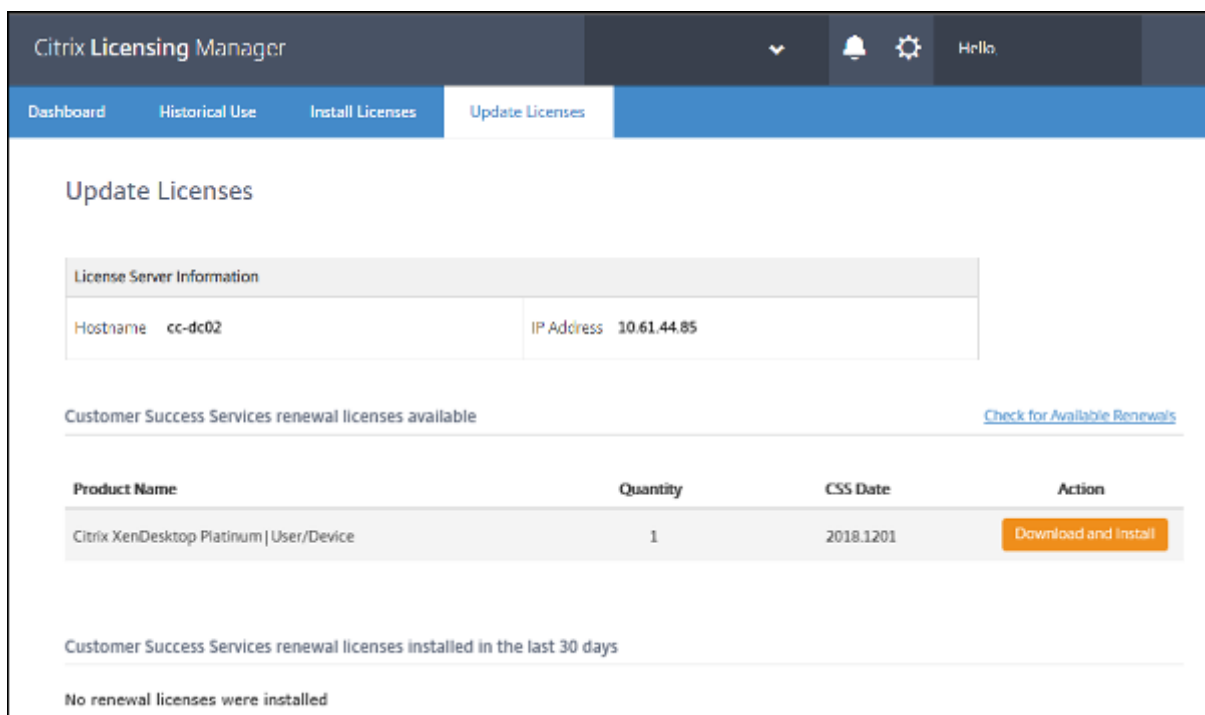 Citrix Licensing Manager
Hello,
Dashboard Historical Use Install Licenses Update Licenses
Update Licenses
License Server Information
Hostname cc-dc02 IP Address 10.61.44.85
Customer Success Services renewal licenses available Check for Available Renewals
Product Name Quantity CSS Date Action
Citrix XenDesktop Platinum|User/Device 1 2018.1201 Download and Install
Customer Success Services renewal licenses installed in the last 30 days
No renewal licenses were installed